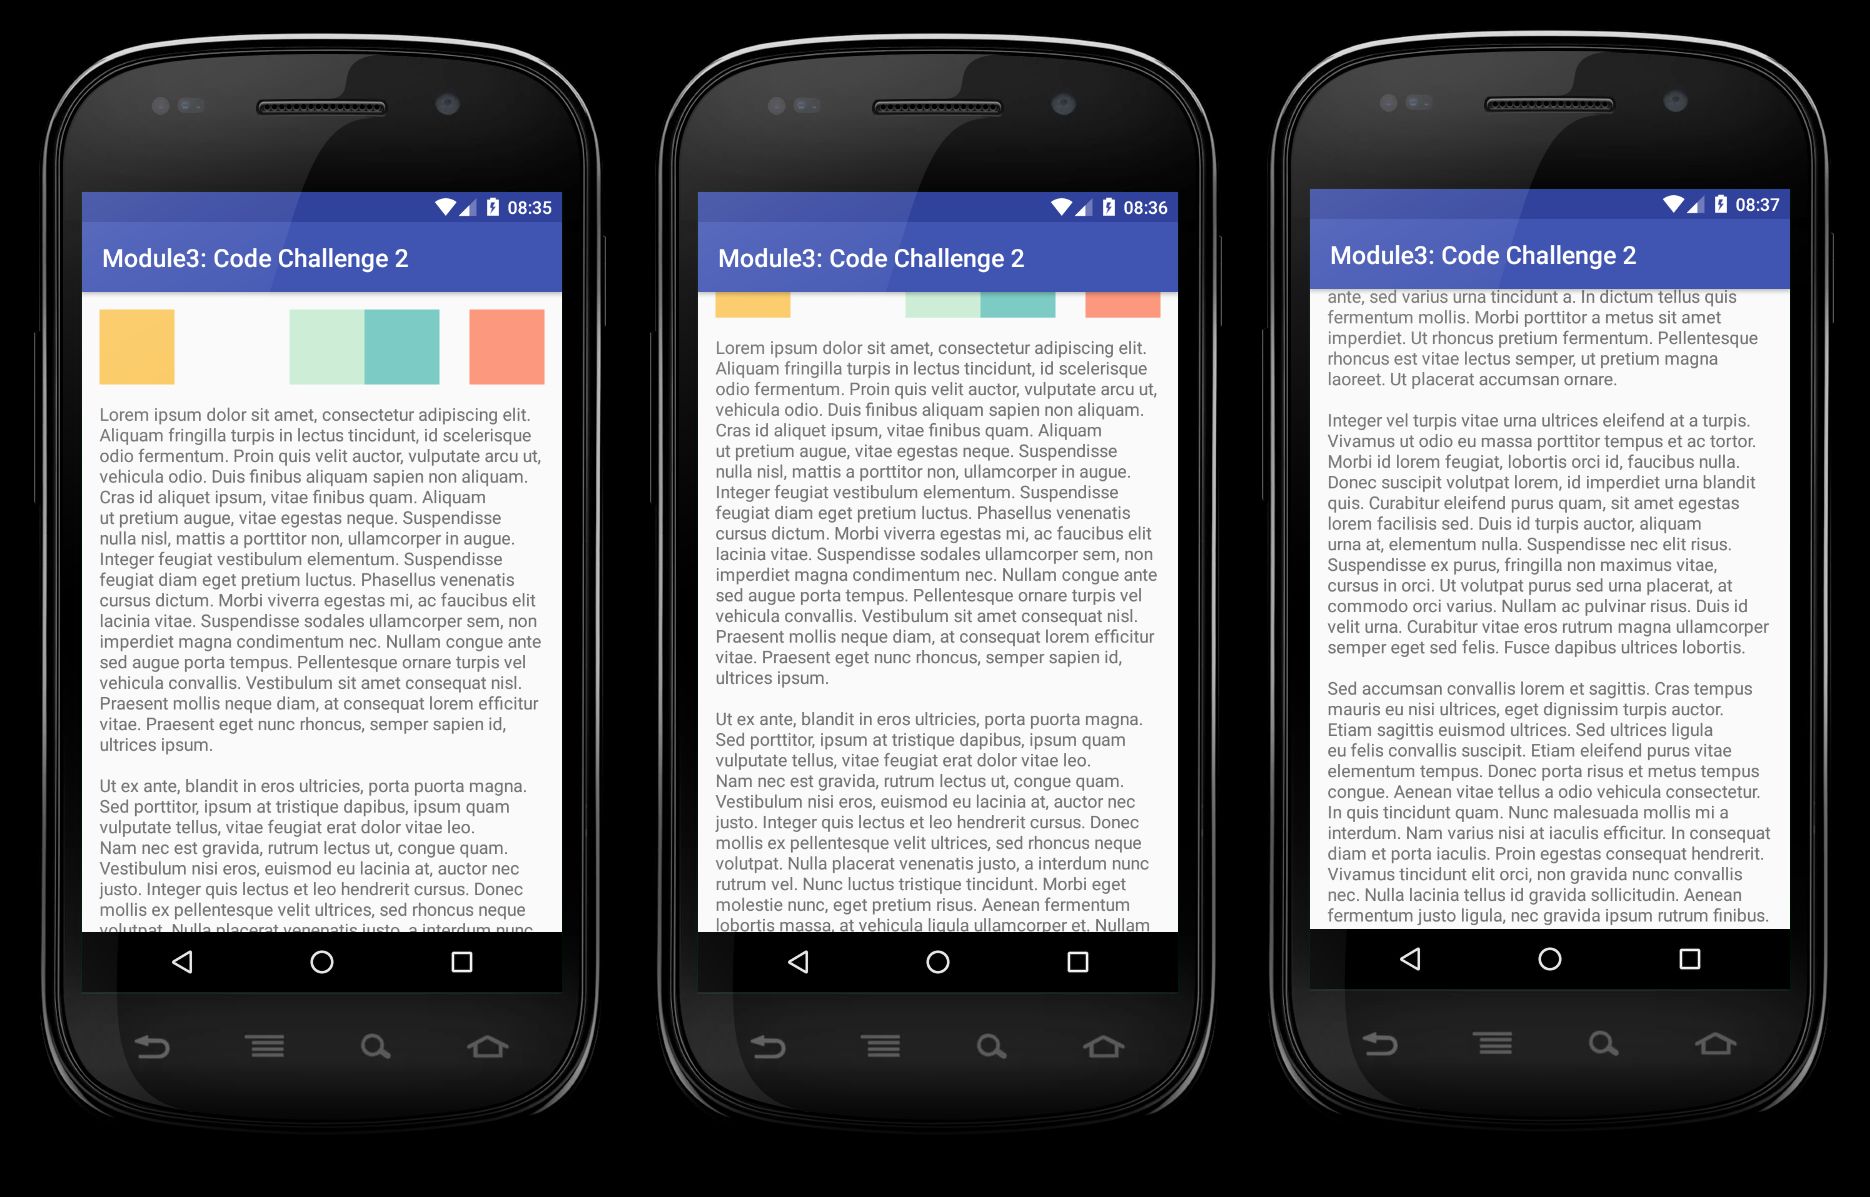 08:35
Module3: Code Challenge 2
Lorem ipsum dolor sit amet, consectetur adipiscing elit.
Aliquam fringilla turpis in lectus tincidunt, id scelerisque
odio fermentum. Proin quis velit auctor, vulputate arcu ut,
vehicula odio. Duis finibus aliquam sapien non aliquam.
Cras id aliquet ipsum, vitae finibus quam. Aliquam
ut pretium augue, vitae egestas neque. Suspendisse
nulla nisl, mattis a porttitor non, ullamcorper in augue.
Integer feugiat vestibulum elementum. Suspendisse
feugiat diam eget pretium luctus. Phasellus venenatis
cursus dictum. Morbi viverra egestas mi, ac faucibus elit
lacinia vitae. Suspendisse sodales ullamcorper sem, non
imperdiet magna condimentum nec. Nullam congue ante
sed augue porta tempus. Pellentesque ornare turpis vel
vehicula convallis. Vestibulum sit amet consequat nisl.
Praesent mollis neque diam, at consequat lorem efficitur
vitae. Praesent eget nunc rhoncus, semper sapien id,
ultrices ipsum.
Ut ex ante, blandit in eros ultricies, porta puorta magna.
Sed porttitor, ipsum at tristique dapibus, ipsum quam
vulputate tellus, vitae feugiat erat dolor vitae leo.
Nam nec est gravida, rutrum lectus ut, congue quam.
Vestibulum nisi eros, euismod eu lacinia at, auctor nec
justo. Integer quis lectus et leo hendrerit cursus. Donec
mollis ex pellentesque velit ultrices, sed rhoncus neque
volutpat. Nulla placerat venenatis justo, a interdum nunc
08:36
Module3: Code Challenge 2
Lorem ipsum dolor sit amet, consectetur adipiscing elit.
Aliquam fringilla turpis in lectus tincidunt, id scelerisque
odio fermentum. Proin quis velit auctor, vulputate arcu ut,
vehicula odio. Duis finibus aliquam sapien non aliquam.
Cras id aliquet ipsum, vitae finibus quam. Aliquam
ut pretium augue, vitae egestas neque. Suspendisse
nulla nisl, mattis a porttitor non, ullamcorper in augue.
Integer feugiat vestibulum elementum. Suspendisse
feugiat diam eget pretium luctus. Phasellus venenatis
cursus dictum. Morbi viverra egestas mi, ac faucibus elit
lacinia vitae. Suspendisse sodales ullamcorper sem, non
imperdiet magna condimentum nec. Nullam congue ante
sed augue porta tempus. Pellentesque ornare turpis vel
vehicula convallis. Vestibulum sit amet consequat nisl.
Praesent mollis neque diam, at consequat lorem efficitur
vitae. Praesent eget nunc rhoncus, semper sapien id,
ultrices ipsum.
Ut ex ante, blandit in eros ultricies, porta puorta magna.
Sed porttitor, ipsum at tristique dapibus, ipsum quam
vulputate tellus, vitae feugiat erat dolor vitae leo.
Nam nec est gravida, rutrum lectus ut, congue quam.
Vestibulum nisi eros, euismod eu lacinia at, auctor nec
justo. Integer quis lectus et leo hendrerit cursus. Donec
mollis ex pellentesque velit ultrices, sed rhoncus neque
volutpat. Nulla placerat venenatis justo, a interdum nunc
rutrum vel. Nunc luctus tristique tincidunt. Morbi eget
molestie nunc, eget pretium risus. Aenean fermentum
lobortis massa, at vehicula ligula ullamcorper et. Nullam
08:37
Module3: Code Challenge 2
ante, sed varius urna tincidunt a. In dictum tellus quis
fermentum mollis. Morbi porttitor a metus sit amet
imperdiet. Ut rhoncus pretium fermentum. Pellentesque
rhoncus est vitae lectus semper, ut pretium magna
laoreet. Ut placerat accumsan ornare.
Integer vel turpis vitae urna ultrices eleifend at a turpis.
Vivamus ut odio eu massa porttitor tempus et ac tortor.
Morbi id lorem feugiat, lobortis orci id, faucibus nulla.
Donec suscipit volutpat lorem, id imperdiet urna blandit
quis. Curabitur eleifend purus quam, sit amet egestas
lorem facilisis sed. Duis id turpis auctor, aliquam
urna at, elementum nulla. Suspendisse nec elit risus.
Suspendisse ex purus, fringilla non maximus vitae,
cursus in orci. Ut volutpat purus sed urna placerat, at
commodo orci varius. Nullam ac pulvinar risus. Duis id
velit urna. Curabitur vitae eros rutrum magna ullamcorper
semper eget sed felis. Fusce dapibus ultrices lobortis.
Sed accumsan convallis lorem et sagittis. Cras tempus
mauris eu nisi ultrices, eget dignissim turpis auctor.
Etiam sagittis euismod ultrices. Sed ultrices ligula
eu felis convallis suscipit. Etiam eleifend purus vitae
elementum tempus. Donec porta risus et metus tempus
congue. Aenean vitae tellus a odio vehicula consectetur.
In quis tincidunt quam. Nunc malesuada mollis mi a
interdum. Nam varius nisi at iaculis efficitur. In consequat
diam et porta iaculis. Proin egestas consequat hendrerit.
Vivamus tincidunt elit orci, non gravida nunc convallis
nec. Nulla lacinia tellus id gravida sollicitudin. Aenean
fermentum justo ligula, nec gravida ipsum rutrum finibus.